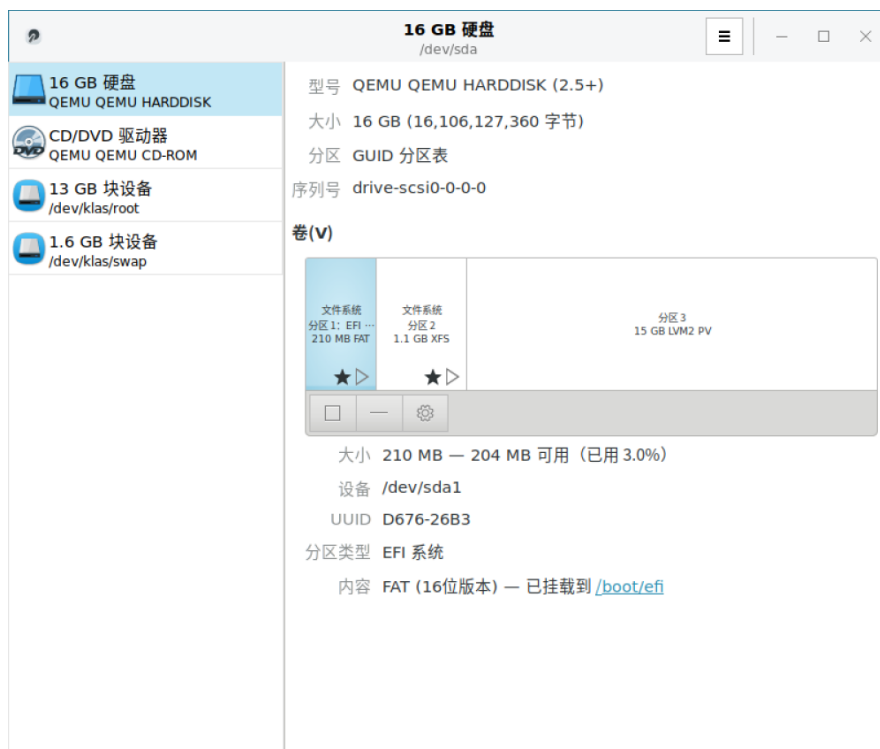 16 GB 硬盘
/dev/sda
16 GB 硬盘
QEMU QEMU HARDDISK
CD/DVD 驱动器
QEMU QEMU CD-ROM
13 GB 块设备
/dev/klas/root
1.6 GB 块设备
/dev/klas/swap
型号 QEMU QEMU HARDDISK (2.5+)
大小 16 GB (16,106,127,360 字节)
分区 GUID 分区表
序列号 drive-scsi0-0-0-0
卷(V)
文件系统
分区 1：EFI ...
210 MB FAT
文件系统
分区 2
1.1 GB XFS
分区 3
15 GB LVM2 PV
大小 210 MB — 204 MB 可用（已用 3.0%）
设备 /dev/sda1
UUID D676-26B3
分区类型 EFI 系统
内容 FAT (16位版本) — 已挂载到 /boot/efi